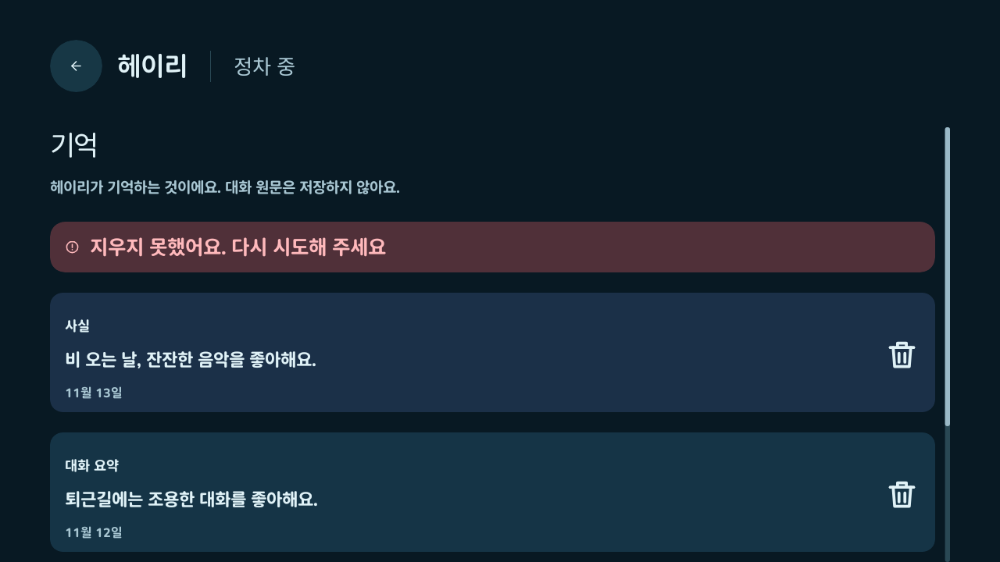 헤이리
정차 중
기억
헤이리가 기억하는 것이에요. 대화 원문은 저장하지 않아요.
지우지 못했어요. 다시 시도해 주세요
사실
비 오는 날, 잔잔한 음악을 좋아해요.
11월 13일
대화 요약
퇴근길에는 조용한 대화를 좋아해요.
11월 12일